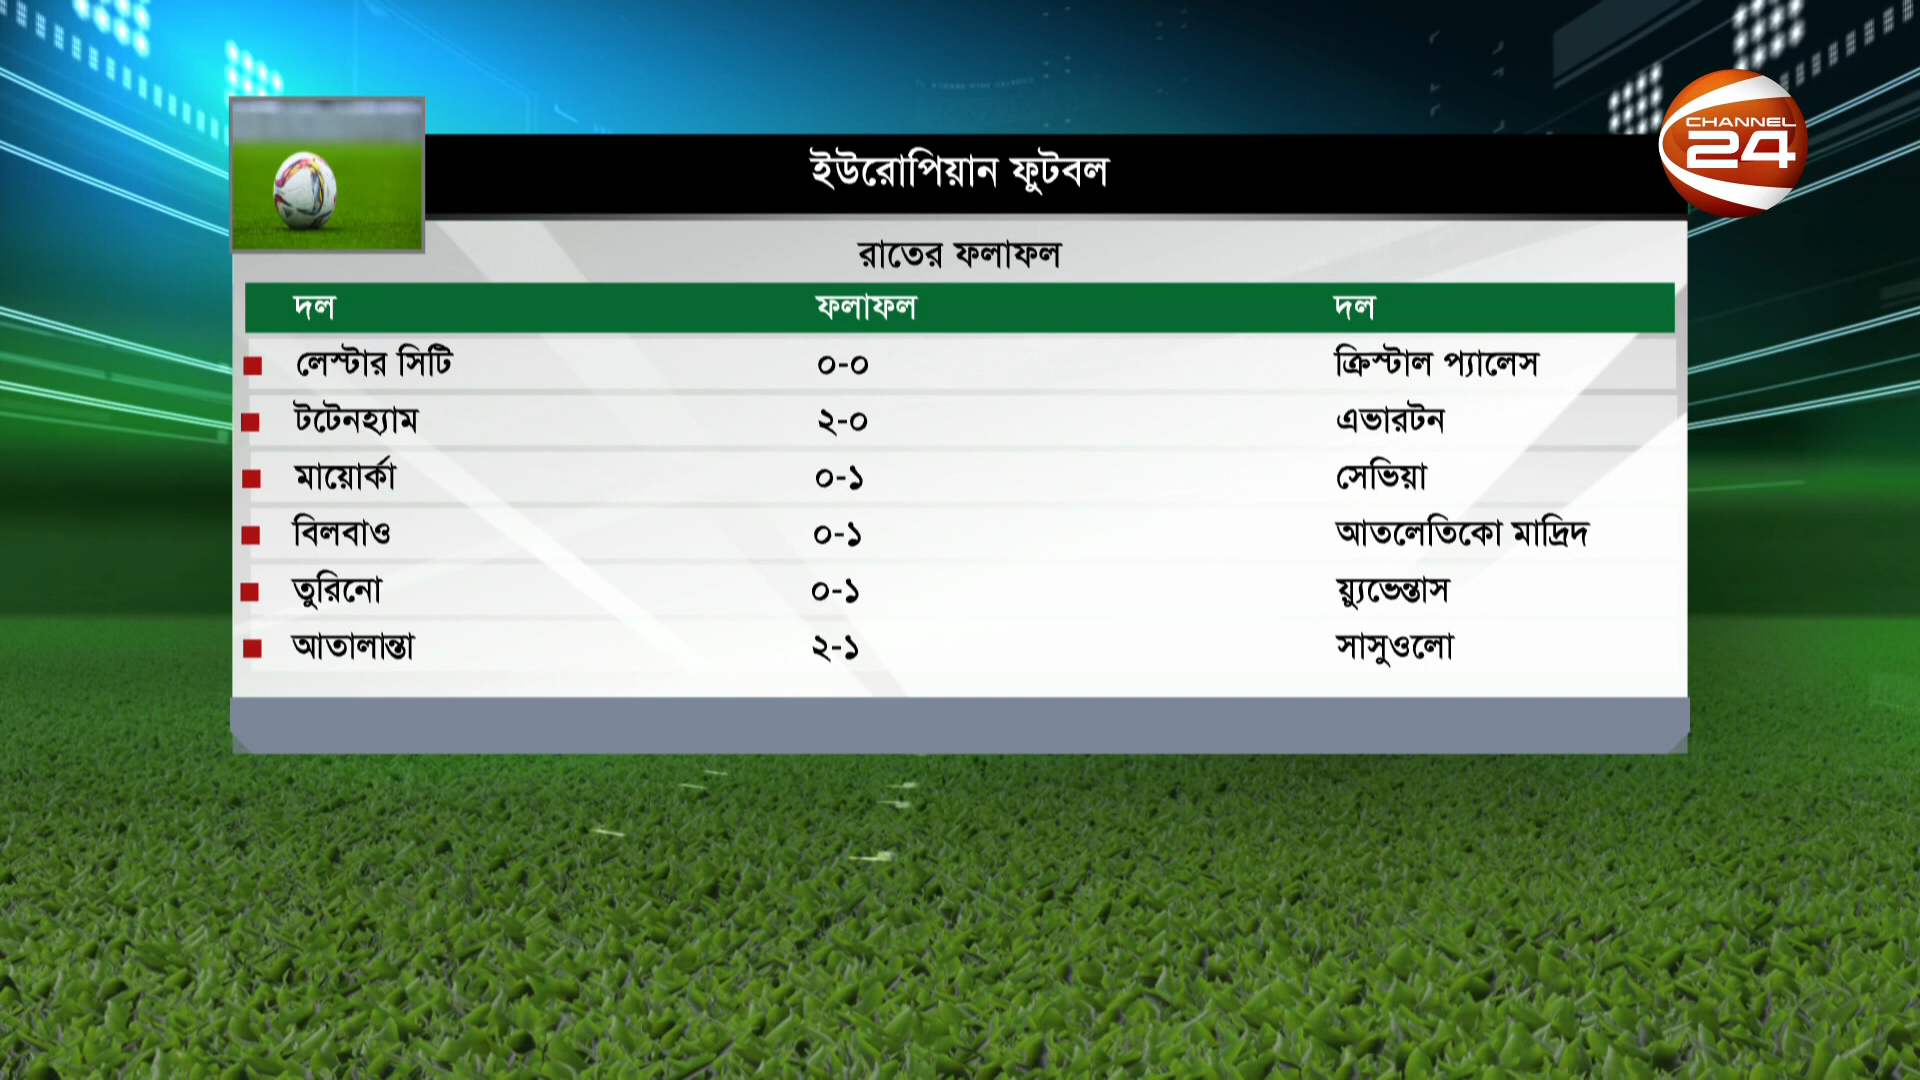 CHANNEL
24
ইউরোপিয়ান ফুটবল
রাতের ফলাফল
দল ফলাফল দল
লেস্টার সিটি ০-০ ক্রিস্টাল প্যালেস
টটেনহ্যাম ২-০ এভারটন
মায়োর্কা ০-১ সেভিয়া
বিলবাও ০-১ আতলেতিকো মাদ্রিদ
তুরিনো ০-১ য়্যুভেন্তাস
আতালান্তা ২-১ সাসুওলো